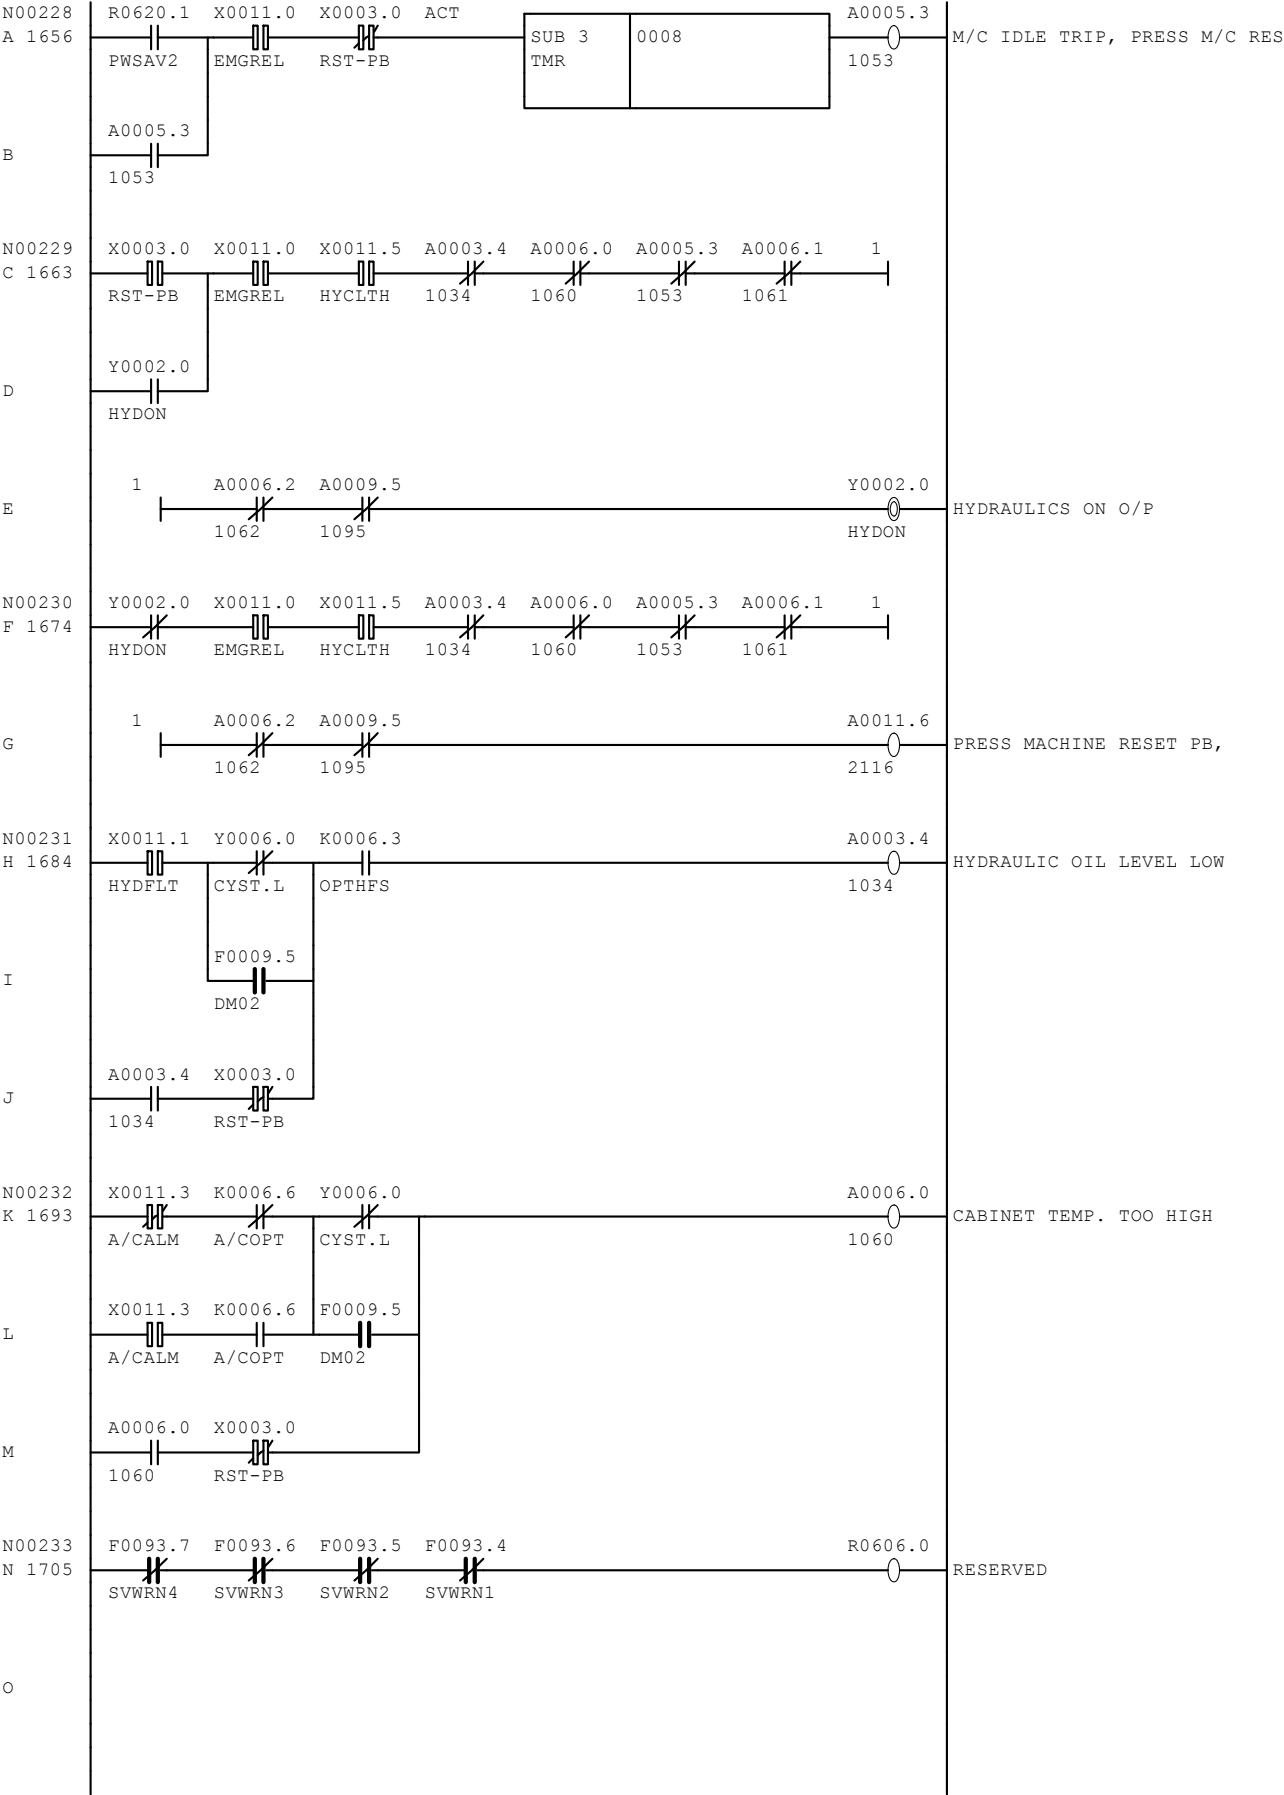 N00228 R0620.1 X0011.0 X0003.0 ACT A0005.3
A 1656 SUB 3 0008 M/C IDLE TRIP, PRESS M/C RES
PWSAV2 EMGREL RST-PB TMR 1053
A0005.3
B
1053
N00229 X0003.0 X0011.0 X0011.5 A0003.4 A0006.0 A0005.3 A0006.1 1
C 1663
RST-PB EMGREL HYCLTH 1034 1060 1053 1061
Y0002.0
D
HYDON
1 A0006.2 A0009.5 Y0002.0
E HYDRAULICS ON O/P
1062 1095 HYDON
N00230 Y0002.0 X0011.0 X0011.5 A0003.4 A0006.0 A0005.3 A0006.1 1
F 1674
HYDON EMGREL HYCLTH 1034 1060 1053 1061
1 A0006.2 A0009.5 A0011.6
G PRESS MACHINE RESET PB,
1062 1095 2116
N00231 X0011.1 Y0006.0 K0006.3 A0003.4
H 1684 HYDRAULIC OIL LEVEL LOW
HYDFLT CYST.L OPTHFS 1034
F0009.5
I
DM02
A0003.4 X0003.0
J
1034 RST-PB
N00232 X0011.3 K0006.6 Y0006.0 A0006.0
K 1693 CABINET TEMP. TOO HIGH
A/CALM A/COPT CYST.L 1060
X0011.3 K0006.6 F0009.5
L
A/CALM A/COPT DM02
A0006.0 X0003.0
M
1060 RST-PB
N00233 F0093.7 F0093.6 F0093.5 F0093.4 R0606.0
N 1705 RESERVED
SVWRN4 SVWRN3 SVWRN2 SVWRN1
O